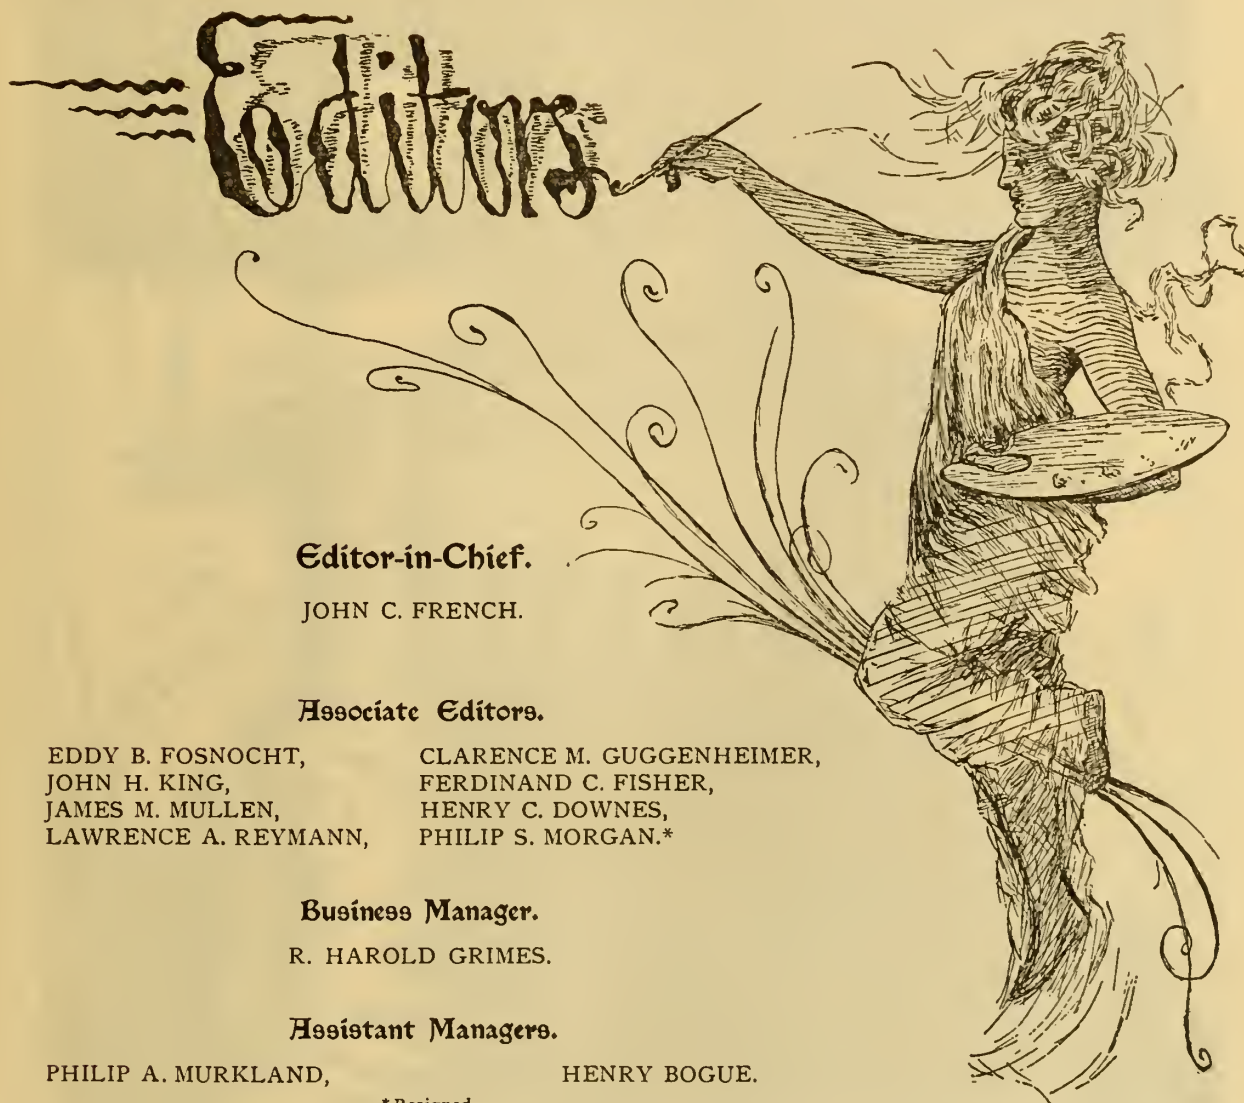 Editors
Editor-in-Chief.
JOHN C. FRENCH.
Associate Editors.
EDDY B. FOSNOCHT,
JOHN H. KING,
JAMES M. MULLEN,
LAWRENCE A. REYMANN,
CLARENCE M. GUGGENHEIMER,
FERDINAND C. FISHER,
HENRY C. DOWNES,
PHILIP S. MORGAN.*
Business Manager.
R. HAROLD GRIMES.
Assistant Managers.
PHILIP A. MURKLAND, HENRY BOGUE.
*Resigned